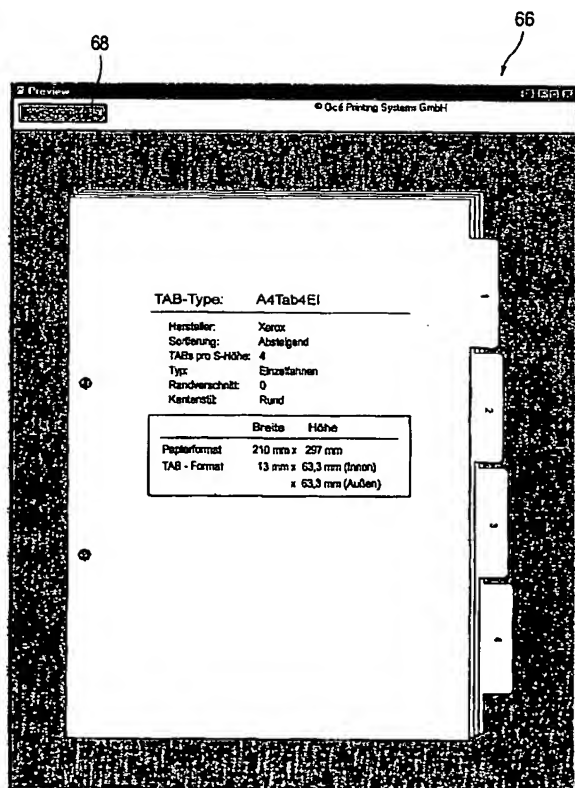 66
68
Preview
© Océ Printing Systems GmbH
TAB-Type: A4Tab4EI
Hersteller: Xerox
Sortierung: Absteigend
TABs pro S-Höhe: 4
Typ: Einzelfahnen
Randverschnitt: 0
Kantenstil: Rund
Breite Höhe
Papierformat 210 mm x 297 mm
TAB - Format 13 mm x 63,3 mm (Innen)
x 63,3 mm (Außen)
1
2
3
4